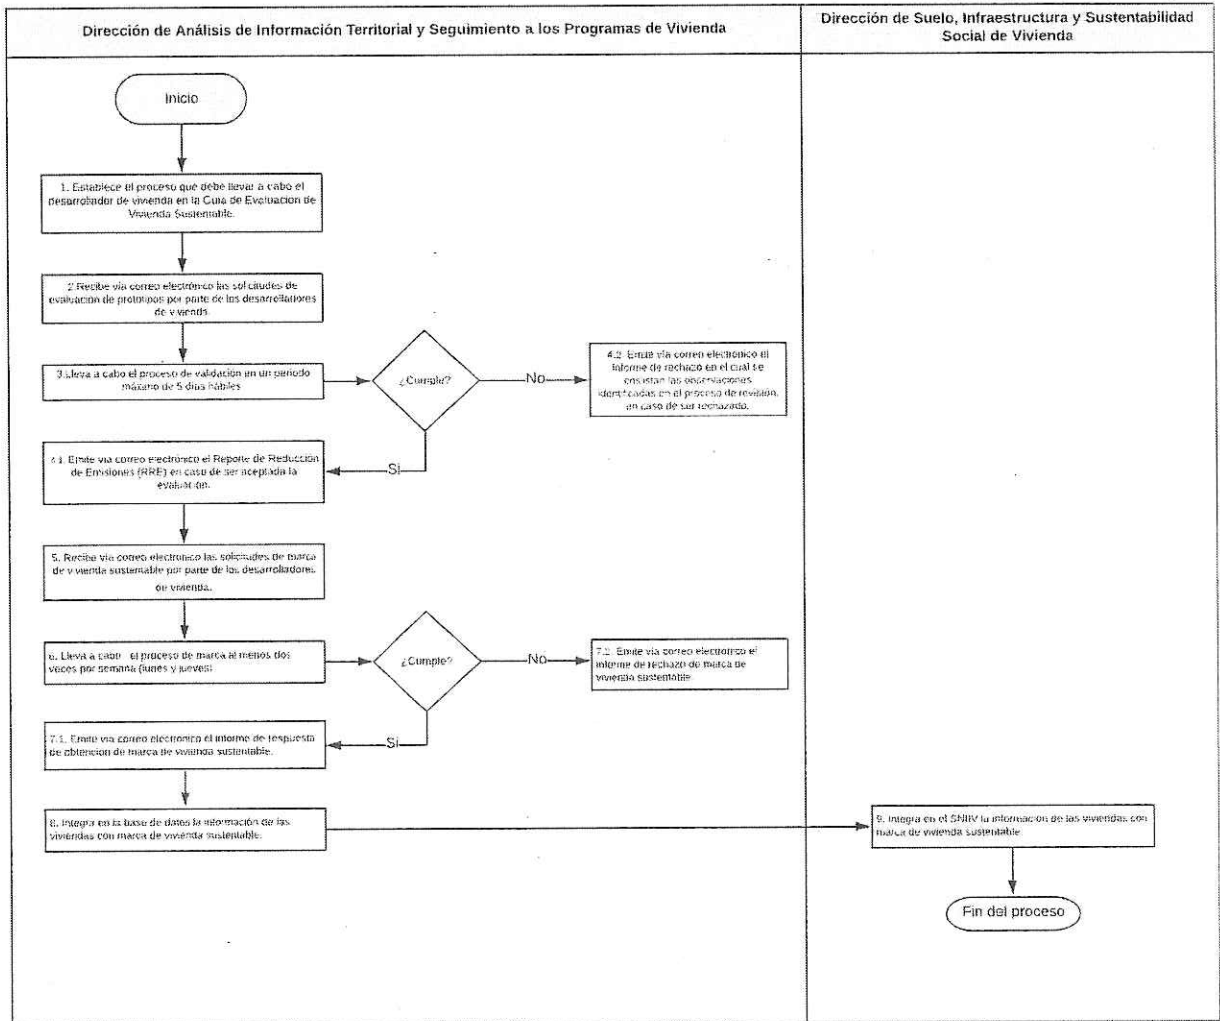 Dirección de Análisis de Información Territorial y Seguimiento a los Programas de Vivienda
Dirección de Suelo, Infraestructura y Sustentabilidad
Social de Vivienda
Inicio
1. Establece el proceso que debe llevar a cabo el
desarrollador de vivienda en la Guía de Evaluación de
Vivienda Sustentable.
2 Recibe vía correo electrónico las solicitudes de
evaluación de prototipos por parte de los desarrolladores
de vivienda.
3.Lleva a cabo el proceso de validación en un periodo
máximo de 5 días hábiles
¿Cumple?
No
4.2. Emite vía correo electrónico el
Informe de rechazo en el cual se
enlistan las observaciones
identificadas en el proceso de revisión,
en caso de ser rechazado.
Si
4.1. Emite vía correo electrónico el Reporte de Reducción
de Emisiones (RRE) en caso de ser aceptada la
evaluación.
5. Recibe vía correo electrónico las solicitudes de marca
de vivienda sustentable por parte de los desarrolladores
de vivienda.
6. Lleva a cabo el proceso de marca al menos dos
veces por semana (lunes y jueves)
¿Cumple?
No
7.2. Emite vía correo electrónico el
informe de rechazo de marca de
vivienda sustentable
Si
7.1. Emite vía correo electrónico el informe de respuesta
de obtención de marca de vivienda sustentable.
8. Integra en la base de datos la información de las
viviendas con marca de vivienda sustentable.
9. Integra en el SNIIV la información de las viviendas con
marca de vivienda sustentable
Fin del proceso